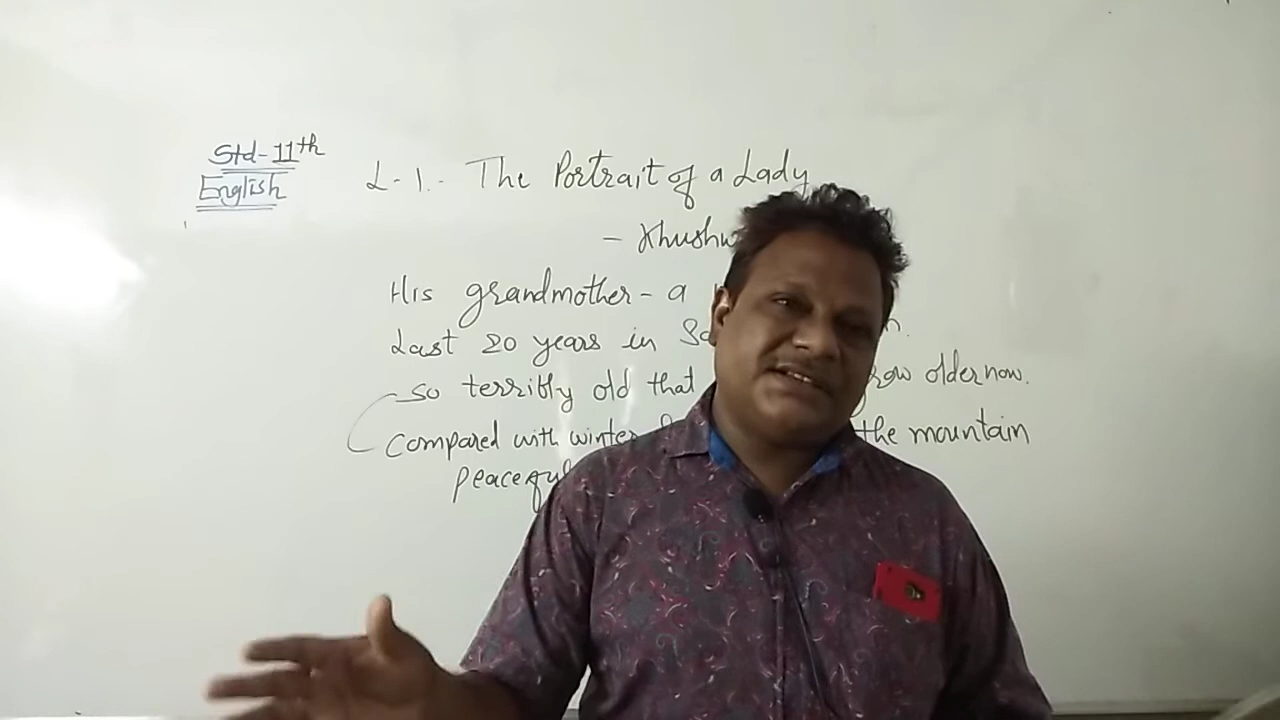 Std-11th
English
L-1.- The Portrait of a Lady
- Khushw
His grandmother - a
Last 20 years in Sa
- so terribly old that grow older now.
Compared with winter the mountain
peaceful